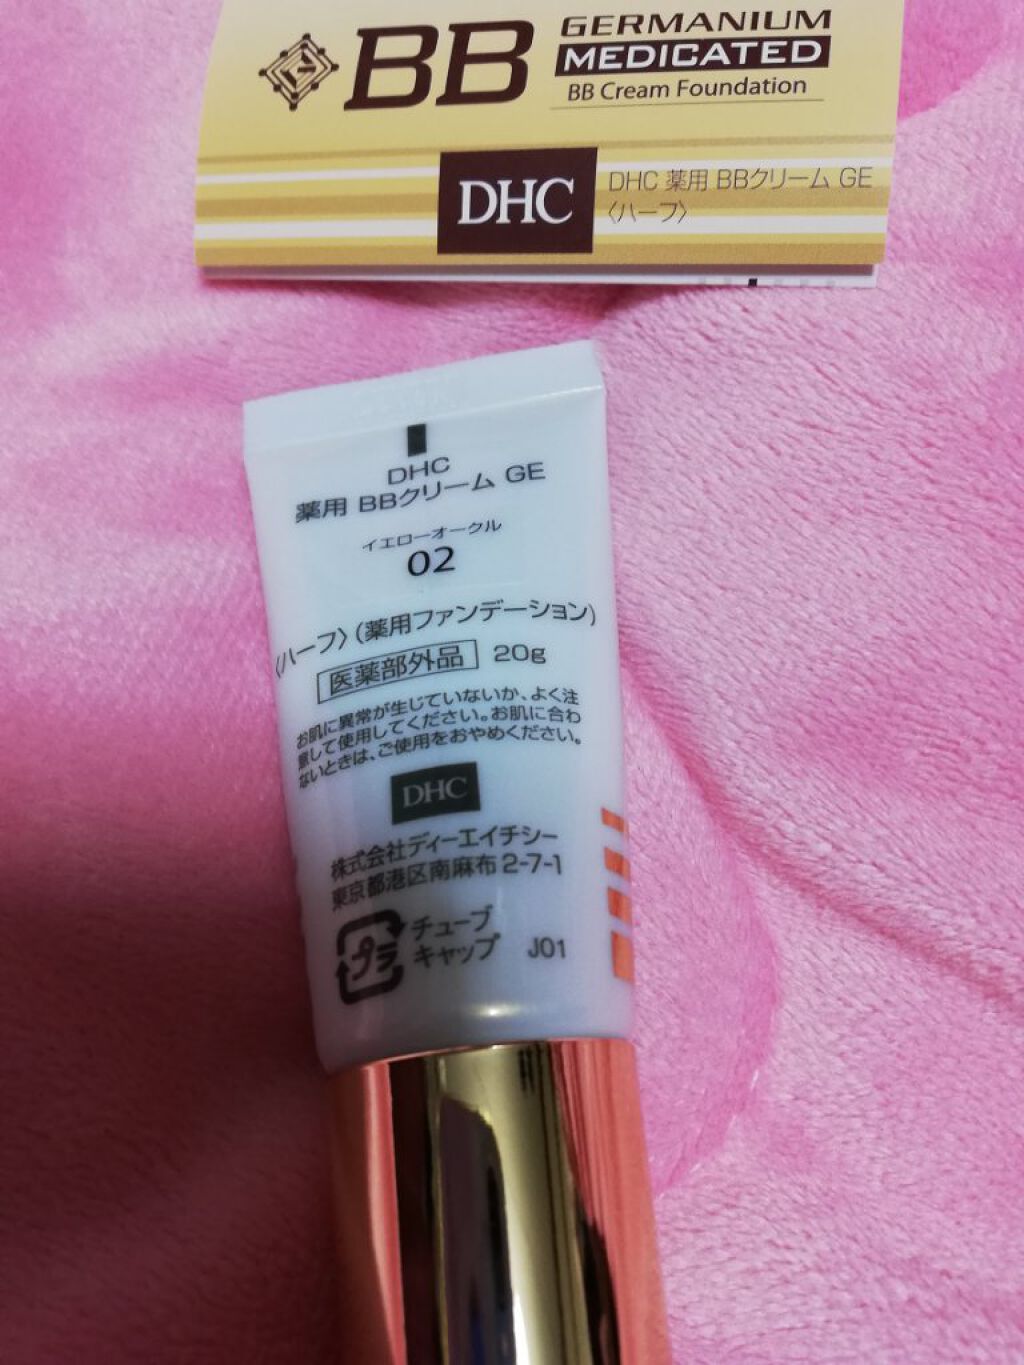 BB
GERMANIUM
MEDICATED
BB Cream Foundation
DHC
DHC 薬用 BBクリーム GE
〈ハーフ〉
DHC
薬用 BBクリーム GE
イエローオークル
02
〈ハーフ〉(薬用ファンデーション)
医薬部外品 20g
お肌に異常が生じていないか、よく注
意して使用してください。お肌に合わ
ないときは、ご使用をおやめください。
DHC
株式会社ディーエイチシー
東京都港区南麻布2-7-1
プラ
チューブ
キャップ J01